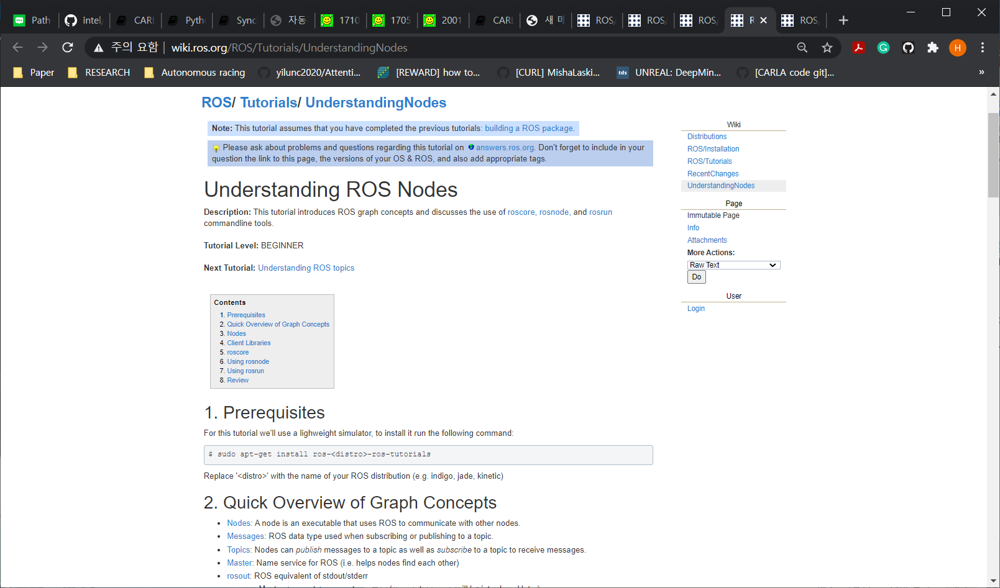 Path
intel
CARL
Pytho
Sync
자동
1710
1705
2001
CARL
새 머
ROS/
ROS/
ROS/
R
ROS/
주의 요함
wiki.ros.org/ROS/Tutorials/UnderstandingNodes
H
Paper
RESEARCH
Autonomous racing
yilunc2020/Attenti...
[REWARD] how to...
[CURL] MishaLaski...
tds
UNREAL: DeepMin...
[CARLA code git]...
»
ROS/ Tutorials/ UnderstandingNodes
Note: This tutorial assumes that you have completed the previous tutorials: building a ROS package.
Please ask about problems and questions regarding this tutorial on answers.ros.org. Don't forget to include in your
question the link to this page, the versions of your OS & ROS, and also add appropriate tags.
Understanding ROS Nodes
Description: This tutorial introduces ROS graph concepts and discusses the use of roscore, rosnode, and rosrun
commandline tools.
Tutorial Level: BEGINNER
Next Tutorial: Understanding ROS topics
Contents
1. Prerequisites
2. Quick Overview of Graph Concepts
3. Nodes
4. Client Libraries
5. roscore
6. Using rosnode
7. Using rosrun
8. Review
1. Prerequisites
For this tutorial we'll use a lighweight simulator, to install it run the following command:
$ sudo apt-get install ros-<distro>-ros-tutorials
Replace '<distro>' with the name of your ROS distribution (e.g. indigo, jade, kinetic)
2. Quick Overview of Graph Concepts
• Nodes: A node is an executable that uses ROS to communicate with other nodes.
• Messages: ROS data type used when subscribing or publishing to a topic.
• Topics: Nodes can publish messages to a topic as well as subscribe to a topic to receive messages.
• Master: Name service for ROS (i.e. helps nodes find each other)
• rosout: ROS equivalent of stdout/stderr
Wiki
Distributions
ROS/Installation
ROS/Tutorials
RecentChanges
UnderstandingNodes
Page
Immutable Page
Info
Attachments
More Actions:
Raw Text
Do
User
Login